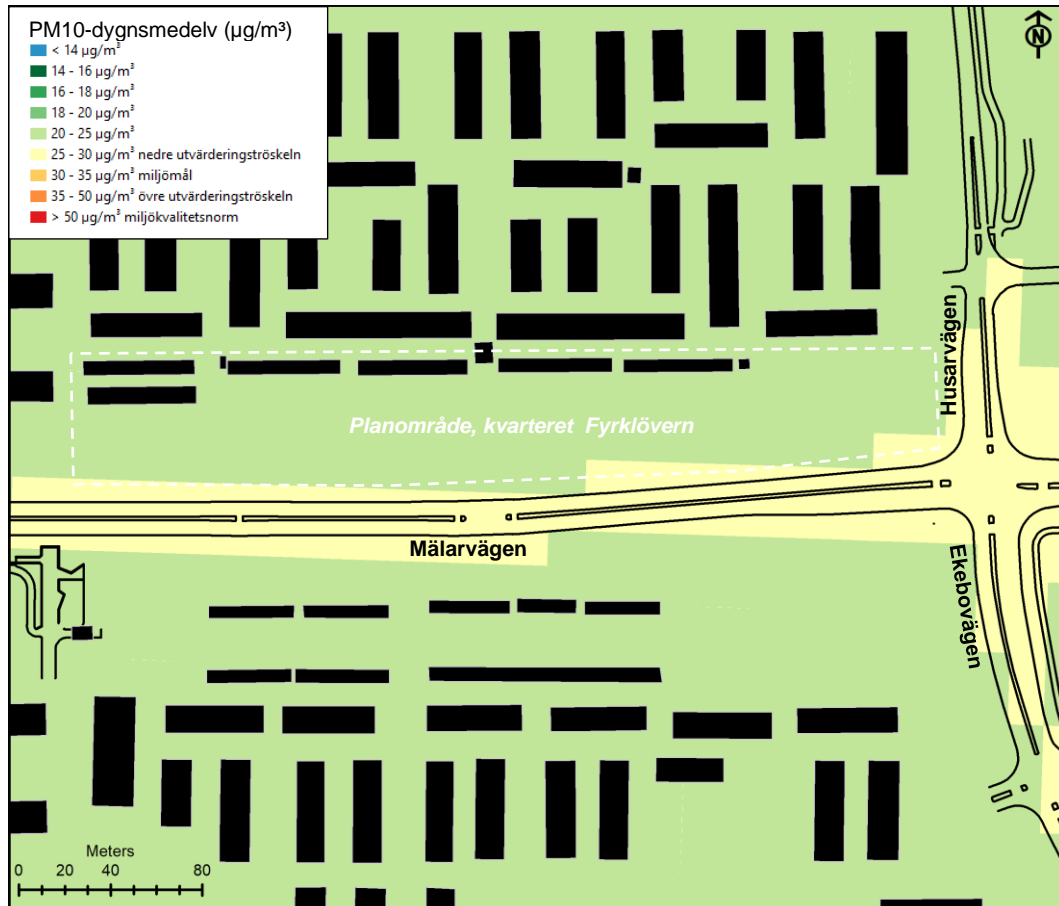 PM10-dygnsmedelv (µg/m³)
< 14 µg/m³
14 - 16 µg/m³
16 - 18 µg/m³
18 - 20 µg/m³
20 - 25 µg/m³
25 - 30 µg/m³ nedre utvärderingströskeln
30 - 35 µg/m³ miljömål
35 - 50 µg/m³ övre utvärderingströskeln
> 50 µg/m³ miljökvalitetsnorm
N
Husarvägen
Planområde, kvarteret Fyrklövern
Mälarvägen
Ekebovägen
Meters
0 20 40 80